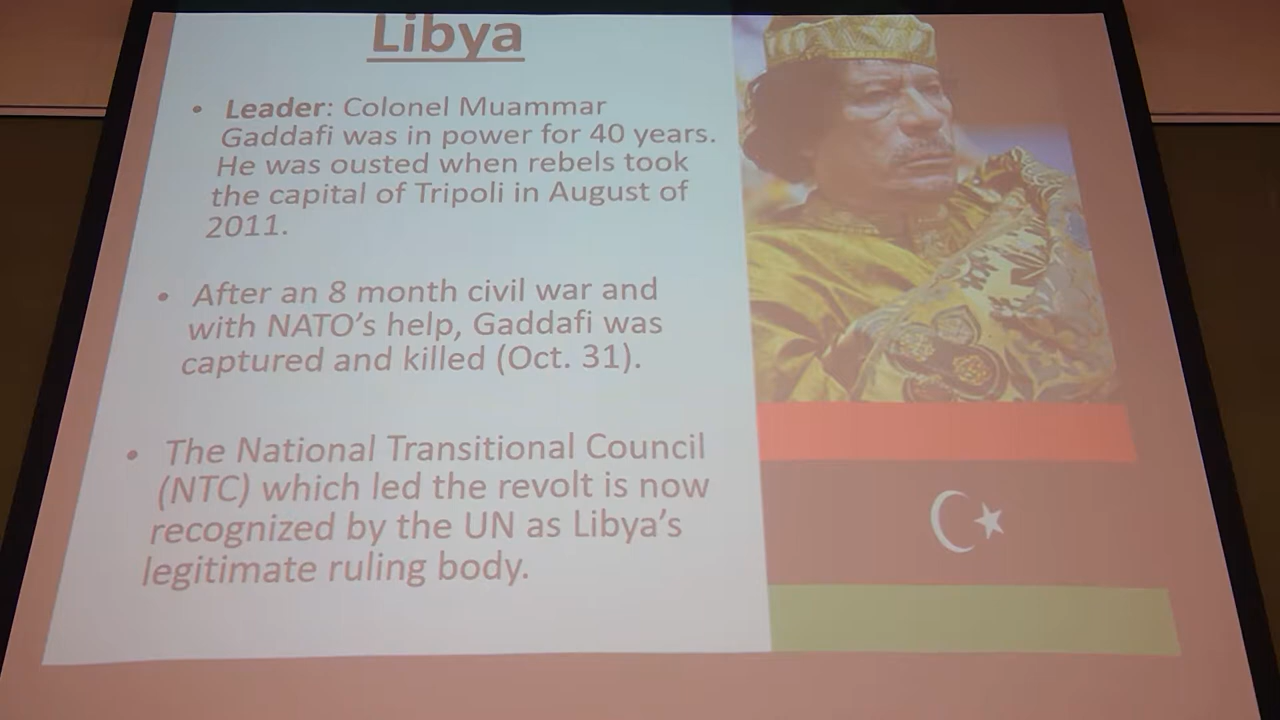 Libya
• Leader: Colonel Muammar
Gaddafi was in power for 40 years.
He was ousted when rebels took
the capital of Tripoli in August of
2011.
• After an 8 month civil war and
with NATO's help, Gaddafi was
captured and killed (Oct. 31).
• The National Transitional Council
(NTC) which led the revolt is now
recognized by the UN as Libya's
legitimate ruling body.